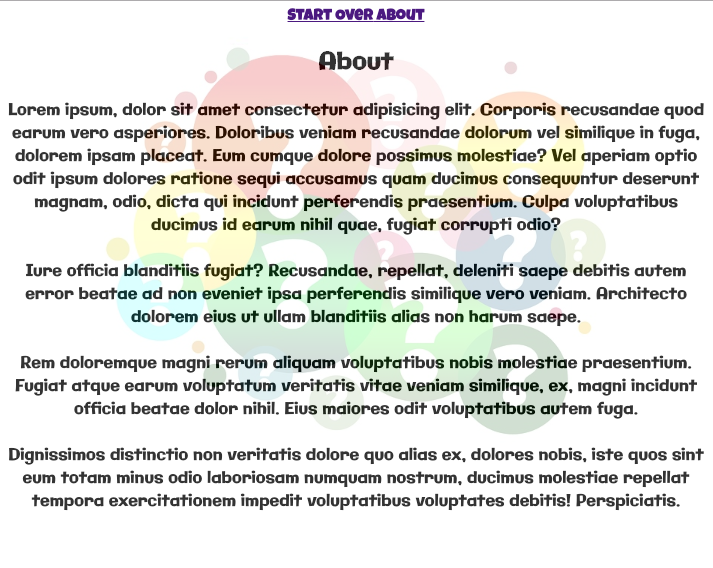 START OVER ABOUT
About
Lorem ipsum, dolor sit amet consectetur adipisicing elit. Corporis recusandae quod
earum vero asperiores. Doloribus veniam recusandae dolorum vel similique in fuga,
dolorem ipsam placeat. Eum cumque dolore possimus molestiae? Vel aperiam optio
odit ipsum dolores ratione sequi accusamus quam ducimus consequuntur deserunt
magnam, odio, dicta qui incidunt perferendis praesentium. Culpa voluptatibus
ducimus id earum nihil quae, fugiat corrupti odio?
Iure officia blanditiis fugiat? Recusandae, repellat, deleniti saepe debitis autem
error beatae ad non eveniet ipsa perferendis similique vero veniam. Architecto
dolorem eius ut ullam blanditiis alias non harum saepe.
Rem doloremque magni rerum aliquam voluptatibus nobis molestiae praesentium.
Fugiat atque earum voluptatum veritatis vitae veniam similique, ex, magni incidunt
officia beatae dolor nihil. Eius maiores odit voluptatibus autem fuga.
Dignissimos distinctio non veritatis dolore quo alias ex, dolores nobis, iste quos sint
eum totam minus odio laboriosam numquam nostrum, ducimus molestiae repellat
tempora exercitationem impedit voluptatibus voluptates debitis! Perspiciatis.